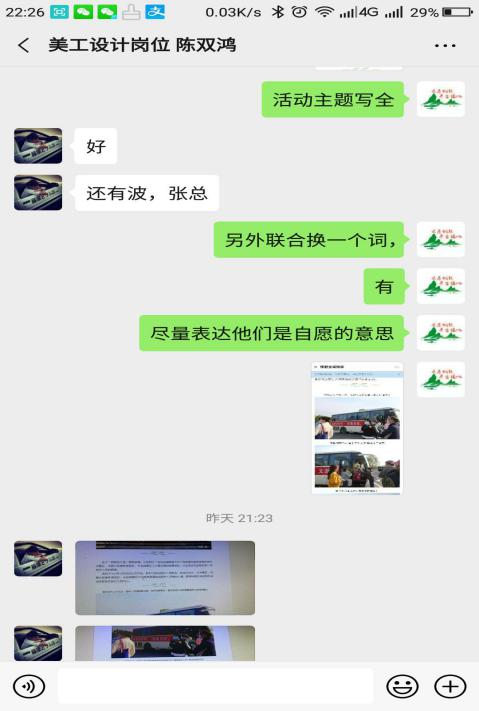 22:26
0.03K/s
4G
29%
美工设计岗位 陈双鸿
活动主题写全
好
还有波，张总
另外联合换一个词，
有
尽量表达他们是自愿的意思
昨天 21:23